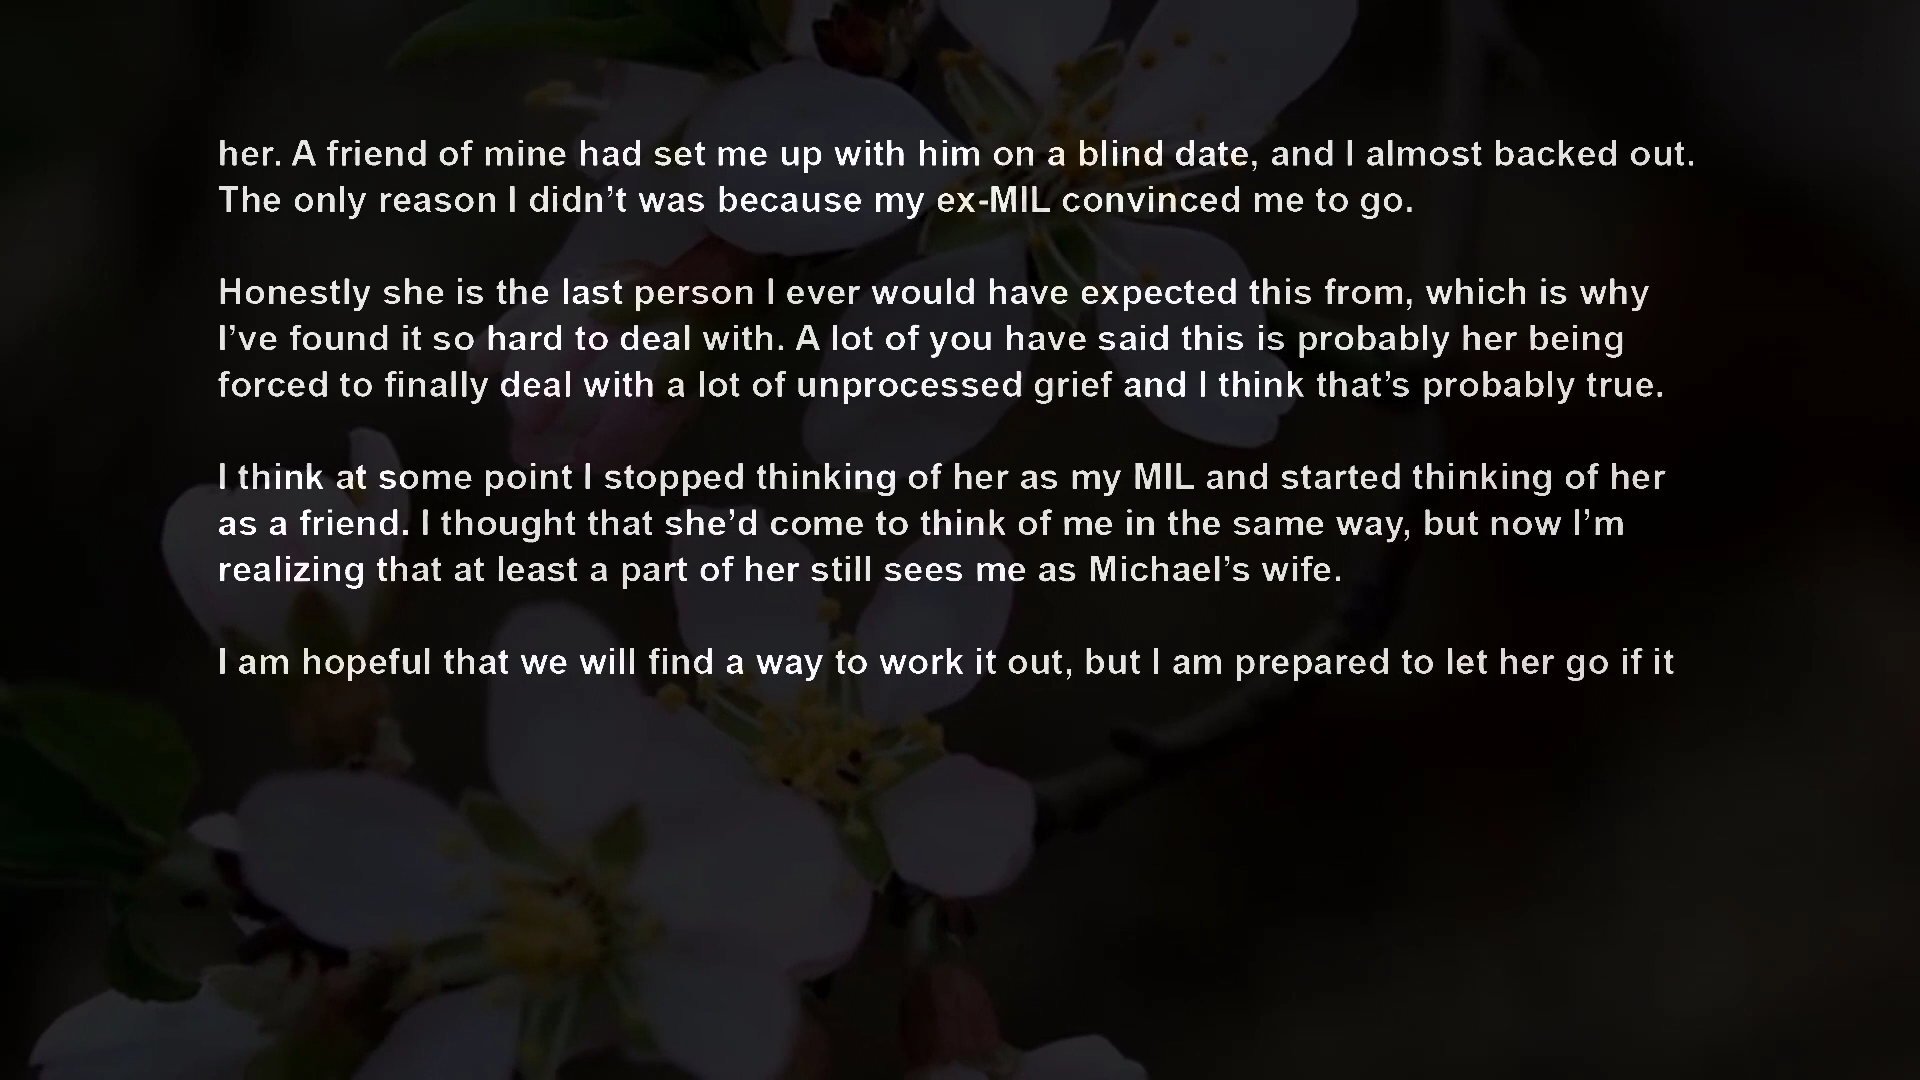 her. A friend of mine had set me up with him on a blind date, and I almost backed out.
The only reason I didn’t was because my ex-MIL convinced me to go.
Honestly she is the last person I ever would have expected this from, which is why
I’ve found it so hard to deal with. A lot of you have said this is probably her being
forced to finally deal with a lot of unprocessed grief and I think that’s probably true.
I think at some point I stopped thinking of her as my MIL and started thinking of her
as a friend. I thought that she’d come to think of me in the same way, but now I’m
realizing that at least a part of her still sees me as Michael’s wife.
I am hopeful that we will find a way to work it out, but I am prepared to let her go if it